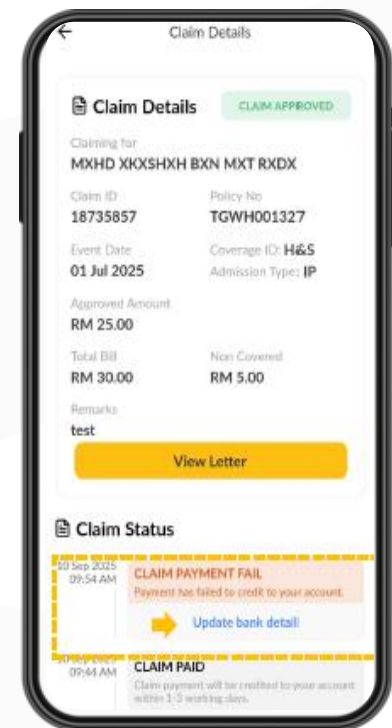 Claim Details
Claim Details CLAIM APPROVED
Claiming for
MXHD XKXSHXH BXN MXT RXDX
Claim ID Policy No
18735857 TGWH001327
Event Date Coverage ID: H&S
01 Jul 2025 Admission Type: IP
Approved Amount
RM 25.00
Total Bill Non Covered
RM 30.00 RM 5.00
Remarks
test
View Letter
Claim Status
10 Sep 2025 CLAIM PAYMENT FAIL
09:54 AM Payment has failed to credit to your account.
Update bank detail
10 Sep 2025 CLAIM PAID
09:44 AM Claim payment will be credited to your account
within 1-3 working days.